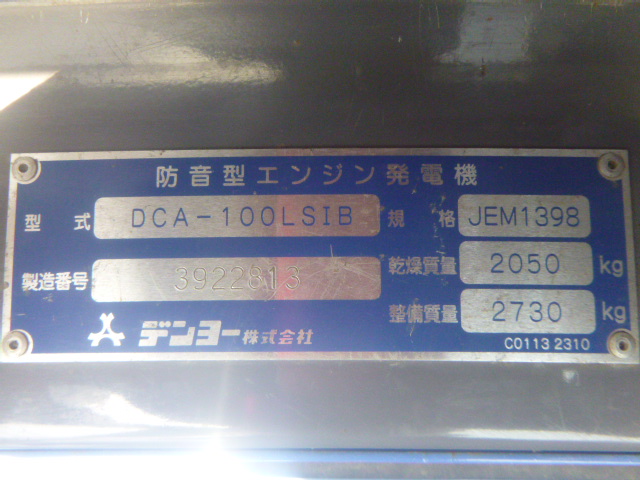 防音型エンジン発電機
型式 DCA-100LSIB 規格 JEM1398
製造番号 3922813 乾燥質量 2050 kg
整備質量 2730 kg
デンヨー株式会社
C0113 2310